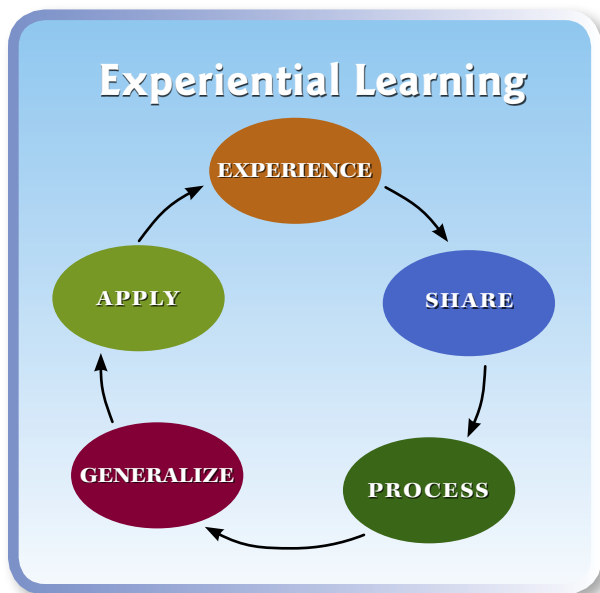 Experiential Learning
EXPERIENCE
SHARE
PROCESS
GENERALIZE
APPLY